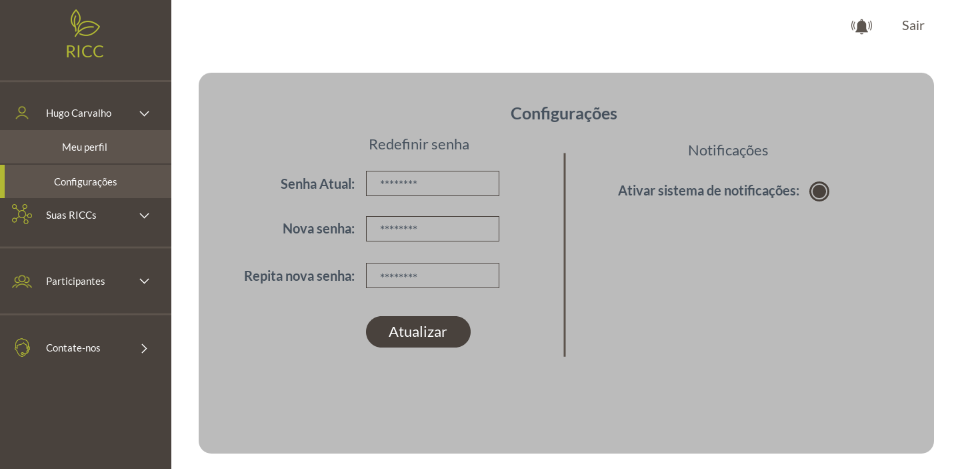 RICC
Sair
Hugo Carvalho
Meu perfil
Configurações
Suas RICCs
Participantes
Contate-nos
Configurações
Redefinir senha
Senha Atual: ********
Nova senha: ********
Repita nova senha: ********
Atualizar
Notificações
Ativar sistema de notificações: